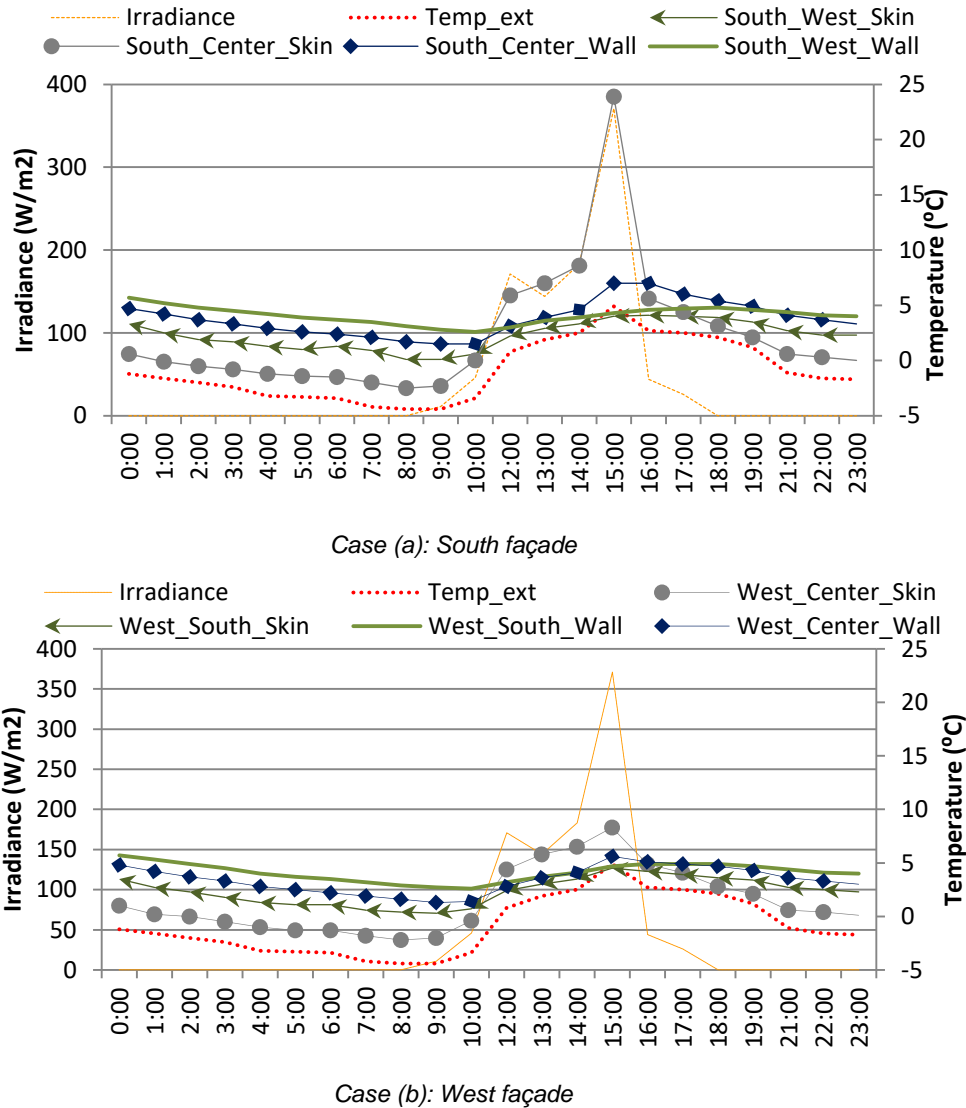 Irradiance Temp_ext South_West_Skin
South_Center_Skin South_Center_Wall South_West_Wall
400
300
200
100
0
Irradiance (W/m2)
25
20
15
10
5
0
-5
Temperature (ºC)
0:00 1:00 2:00 3:00 4:00 5:00 6:00 7:00 8:00 9:00 10:00 12:00 13:00 14:00 15:00 16:00 17:00 18:00 19:00 21:00 22:00 23:00
Case (a): South façade
Irradiance Temp_ext West_Center_Skin
West_South_Skin West_South_Wall West_Center_Wall
400
350
300
250
200
150
100
50
0
Irradiance (W/m2)
25
20
15
10
5
0
-5
Temperature (ºC)
0:00 1:00 2:00 3:00 4:00 5:00 6:00 7:00 8:00 9:00 10:00 12:00 13:00 14:00 15:00 16:00 17:00 18:00 19:00 21:00 22:00 23:00
Case (b): West façade